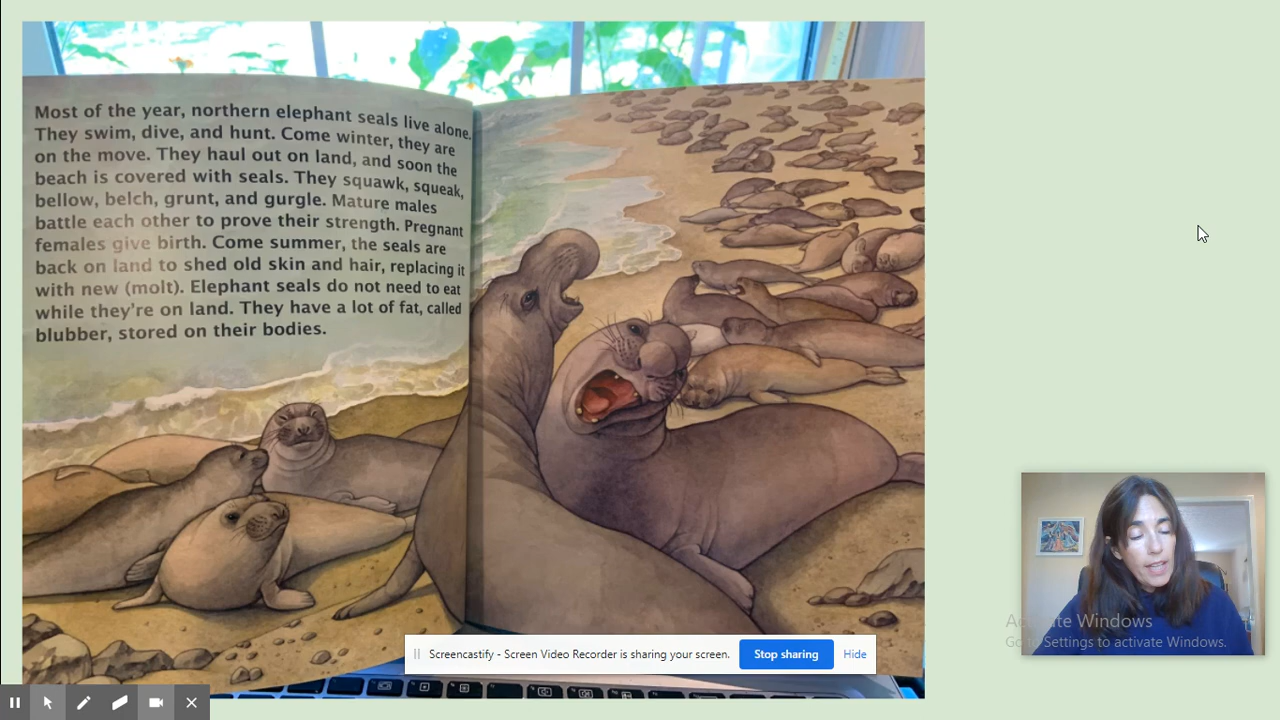 Most of the year, northern elephant seals live alone.
They swim, dive, and hunt. Come winter, they are
on the move. They haul out on land, and soon the
beach is covered with seals. They squawk, squeak,
bellow, belch, grunt, and gurgle. Mature males
battle each other to prove their strength. Pregnant
females give birth. Come summer, the seals are
back on land to shed old skin and hair, replacing it
with new (molt). Elephant seals do not need to eat
while they're on land. They have a lot of fat, called
blubber, stored on their bodies.
Activate Windows
Go to Settings to activate Windows.
Screencastify - Screen Video Recorder is sharing your screen.
Stop sharing
Hide